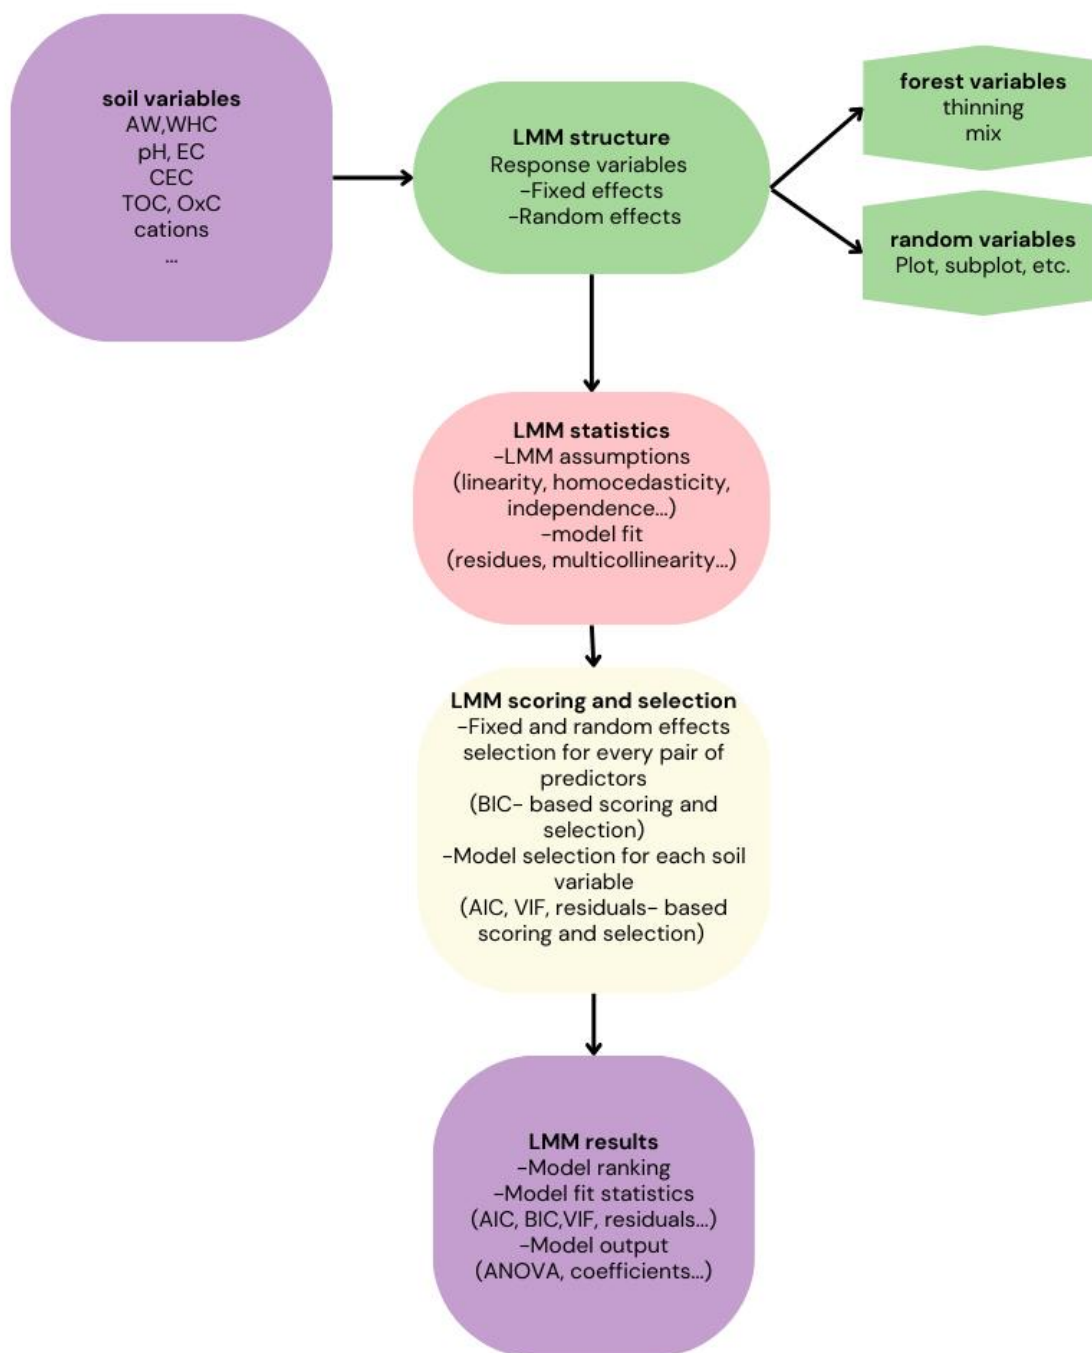 soil variables
AW,WHC
pH, EC
CEC
TOC, OxC
cations
...
LMM structure
Response variables
-Fixed effects
-Random effects
forest variables
thinning
mix
random variables
Plot, subplot, etc.
LMM statistics
-LMM assumptions
(linearity, homocedasticity,
independence...)
-model fit
(residues, multicollinearity...)
LMM scoring and selection
-Fixed and random effects
selection for every pair of
predictors
(BIC- based scoring and
selection)
-Model selection for each soil
variable
(AIC, VIF, residuals- based
scoring and selection)
LMM results
-Model ranking
-Model fit statistics
(AIC, BIC,VIF, residuals...)
-Model output
(ANOVA, coefficients...)